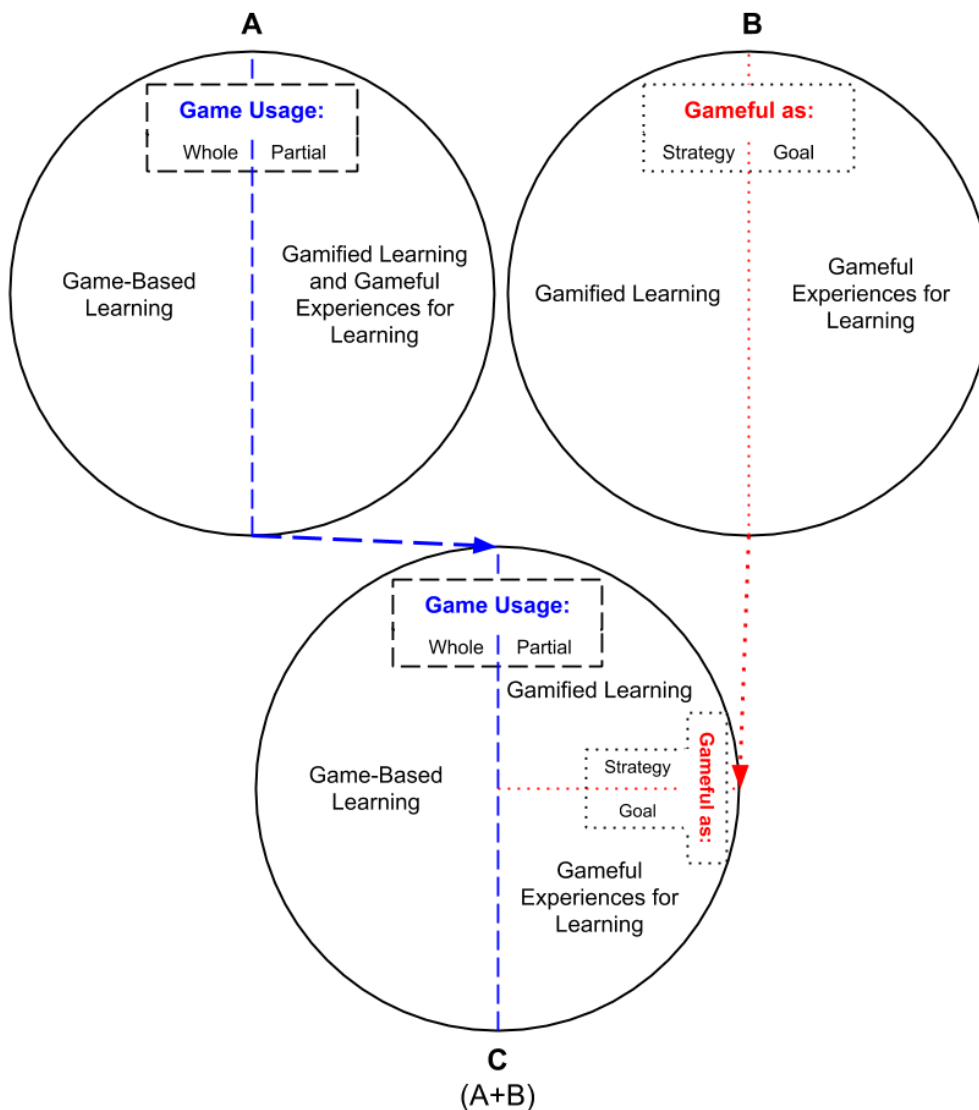 A
Game Usage:
Whole
Partial
Game-Based
Learning
Gamified Learning
and Gameful
Experiences for
Learning
B
Gameful as:
Strategy
Goal
Gamified Learning
Gameful
Experiences for
Learning
Game Usage:
Whole
Partial
Gamified Learning
Game-Based
Learning
Strategy
Goal
Gameful as:
Gameful
Experiences for
Learning
C
(A+B)